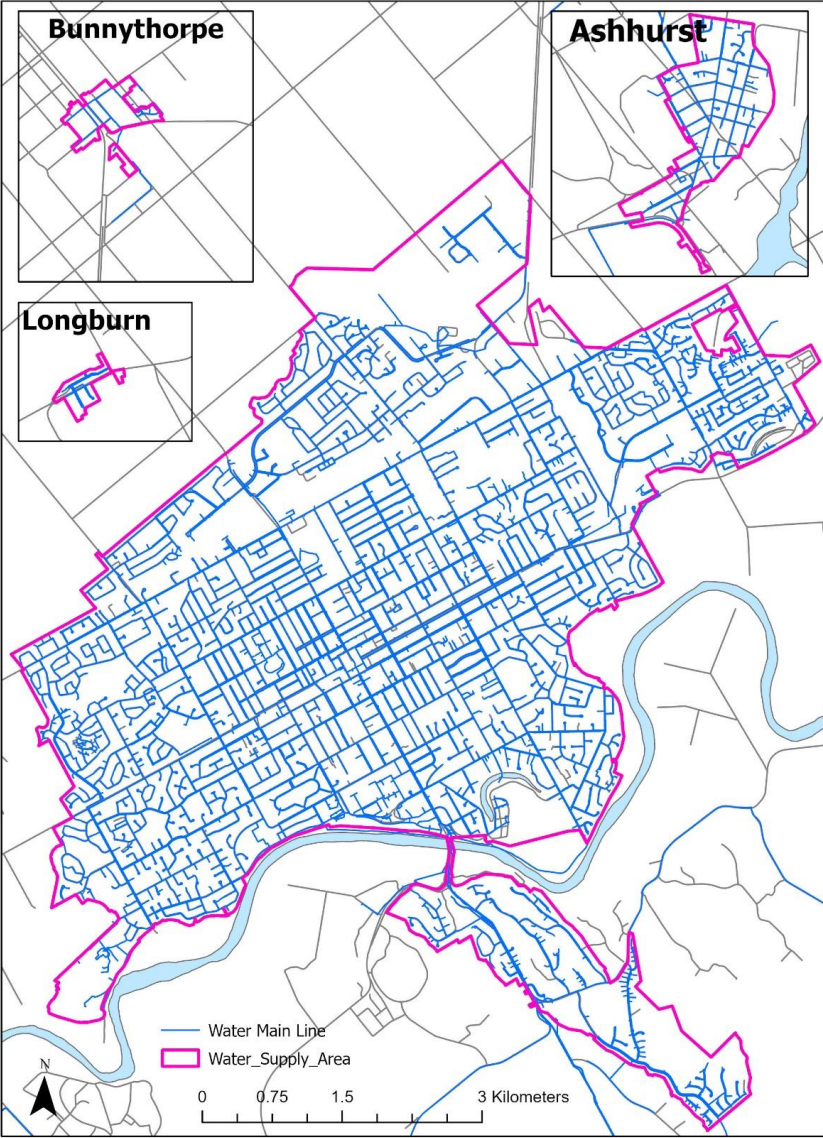 Bunnythorpe
Ashhurst
Longburn
Water Main Line
Water_Supply_Area
N
0 0.75 1.5 3 Kilometers